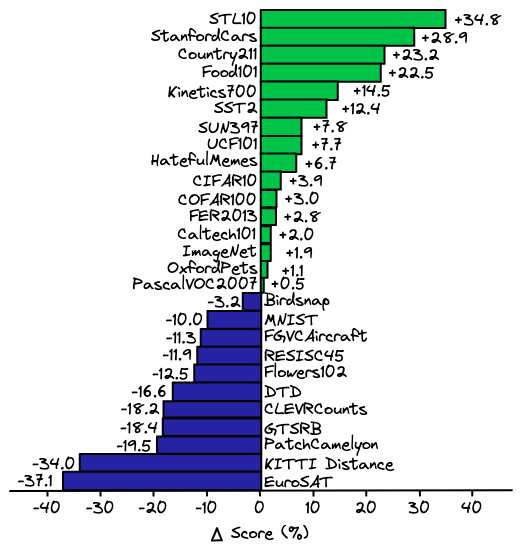 STL10 +34.8
StanfordCars +28.9
Country211 +23.2
Food101 +22.5
Kinetics700 +14.5
SST2 +12.4
SUN397 +7.8
UCF101 +7.7
HatefulMemes +6.7
CIFAR10 +3.9
COFAR100 +3.0
FER2013 +2.8
Caltech101 +2.0
ImageNet +1.9
OxfordPets +1.1
PascalVOC2007 +0.5
-3.2 Birdsnap
-10.0 MNIST
-11.3 FGVCAircraft
-11.9 RESISC45
-12.5 Flowers102
-16.6 DTD
-18.2 CLEVRCounts
-18.4 GTSRB
-19.5 PatchCamelyon
-34.0 KITTI Distance
-37.1 EuroSAT
-40 -30 -20 -10 0 10 20 30 40
Δ Score (%)